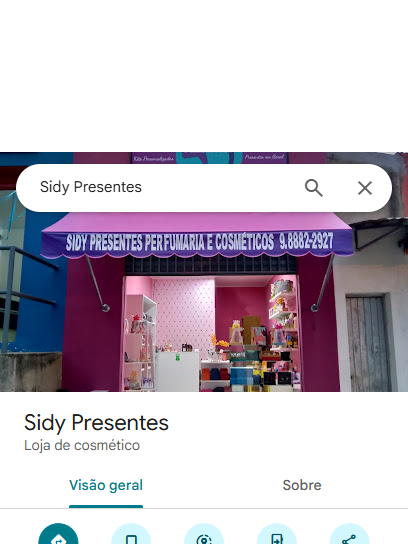 Kits Personalizados
Presentes em Geral
Sidy Presentes
SIDY PRESENTES PERFUMARIA E COSMÉTICOS 9.8882-2927
Sidy Presentes
Loja de cosmético
Visão geral
Sobre